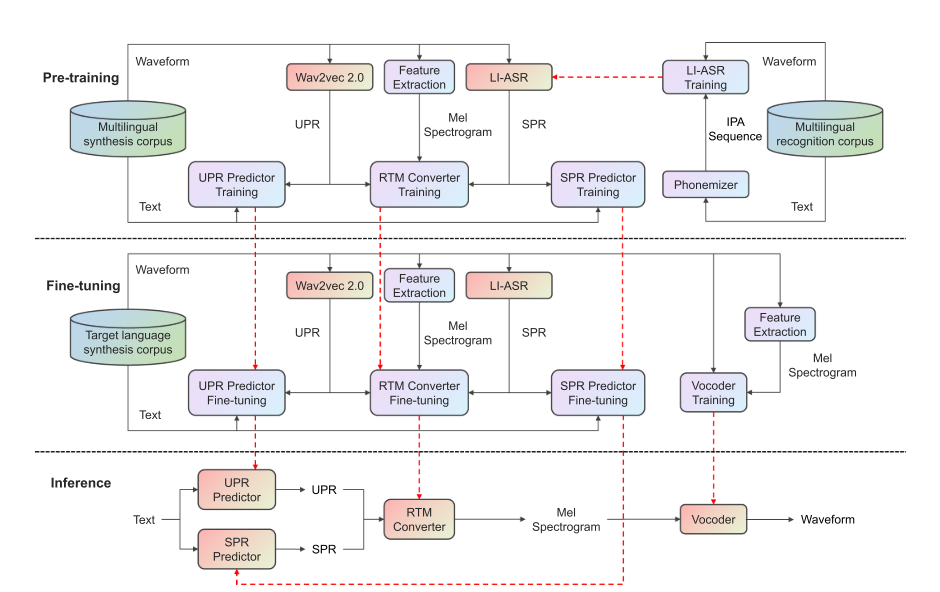 Pre-training
Waveform
Multilingual
synthesis corpus
Text
Wav2vec 2.0
Feature
Extraction
LI-ASR
UPR
Mel
Spectrogram
SPR
UPR Predictor
Training
RTM Converter
Training
SPR Predictor
Training
LI-ASR
Training
Waveform
IPA
Sequence
Multilingual
recognition corpus
Phonemizer
Text
Fine-tuning
Waveform
Target language
synthesis corpus
Text
Wav2vec 2.0
Feature
Extraction
LI-ASR
UPR
Mel
Spectrogram
SPR
UPR Predictor
Fine-tuning
RTM Converter
Fine-tuning
SPR Predictor
Fine-tuning
Feature
Extraction
Mel
Spectrogram
Vocoder
Training
Inference
Text
UPR
Predictor
UPR
SPR
Predictor
SPR
RTM
Converter
Mel
Spectrogram
Vocoder
Waveform